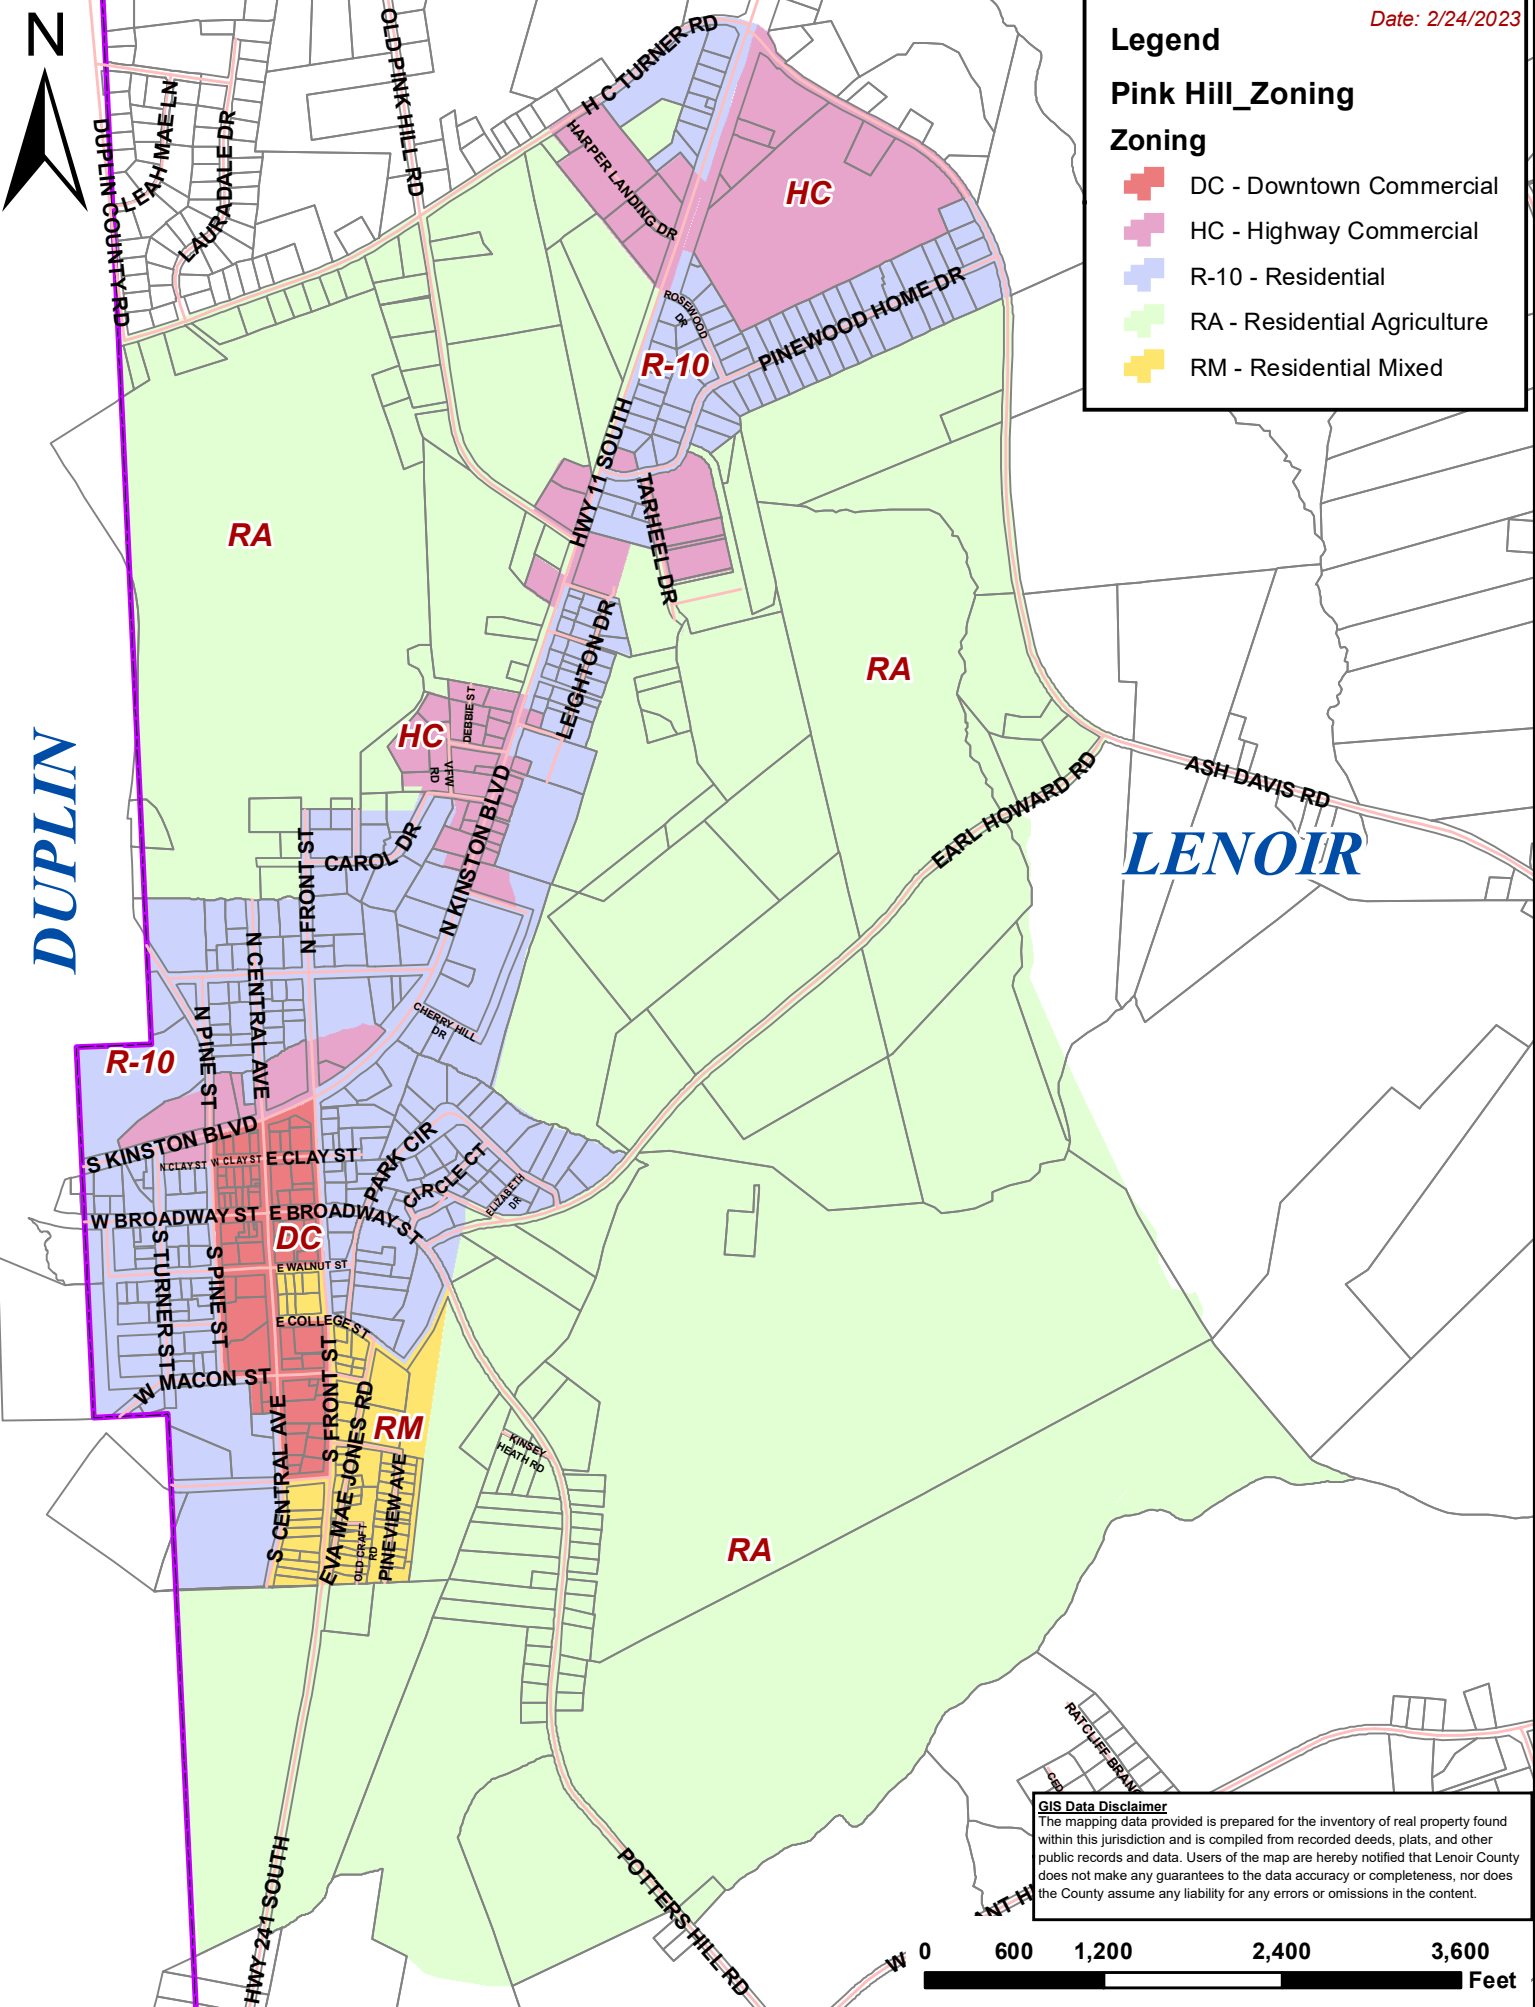 N
Date: 2/24/2023
Legend
Pink Hill_Zoning
Zoning
DC - Downtown Commercial
HC - Highway Commercial
R-10 - Residential
RA - Residential Agriculture
RM - Residential Mixed
OLD PINK HILL RD
H C TURNER RD
LEAH MAE LN
LAURADALE DR
DUPLIN COUNTY RD
HARPER LANDING DR
HC
ROSEWOOD
DR
PINEWOOD HOME DR
R-10
HWY 11 SOUTH
TARHEEL DR
RA
LEIGHTON DR
RA
DEBBIE ST
HC
VFW
RD
DUPLIN
N KINSTON BLVD
CAROL DR
N FRONT ST
EARL HOWARD RD
ASH DAVIS RD
LENOIR
N CENTRAL AVE
N PINE ST
CHERRY HILL
DR
R-10
S KINSTON BLVD
N CLAY ST
W CLAY ST
E CLAY ST
PARK CIR
CIRCLE CT
ELIZABETH
DR
W BROADWAY ST
E BROADWAY ST
DC
S TURNER ST
S PINE ST
E WALNUT ST
E COLLEGE ST
W MACON ST
S FRONT ST
S CENTRAL AVE
EVA MAE JONES RD
RM
PINEVIEW AVE
OLD CRAFT
RD
KINSEY
HEATH RD
RA
RATCLIFF BRANC
CED
HWY 241 SOUTH
POTTERS HILL RD
W
NT HI
GIS Data Disclaimer
The mapping data provided is prepared for the inventory of real property found
within this jurisdiction and is compiled from recorded deeds, plats, and other
public records and data. Users of the map are hereby notified that Lenoir County
does not make any guarantees to the data accuracy or completeness, nor does
the County assume any liability for any errors or omissions in the content.
0 600 1,200 2,400 3,600
Feet